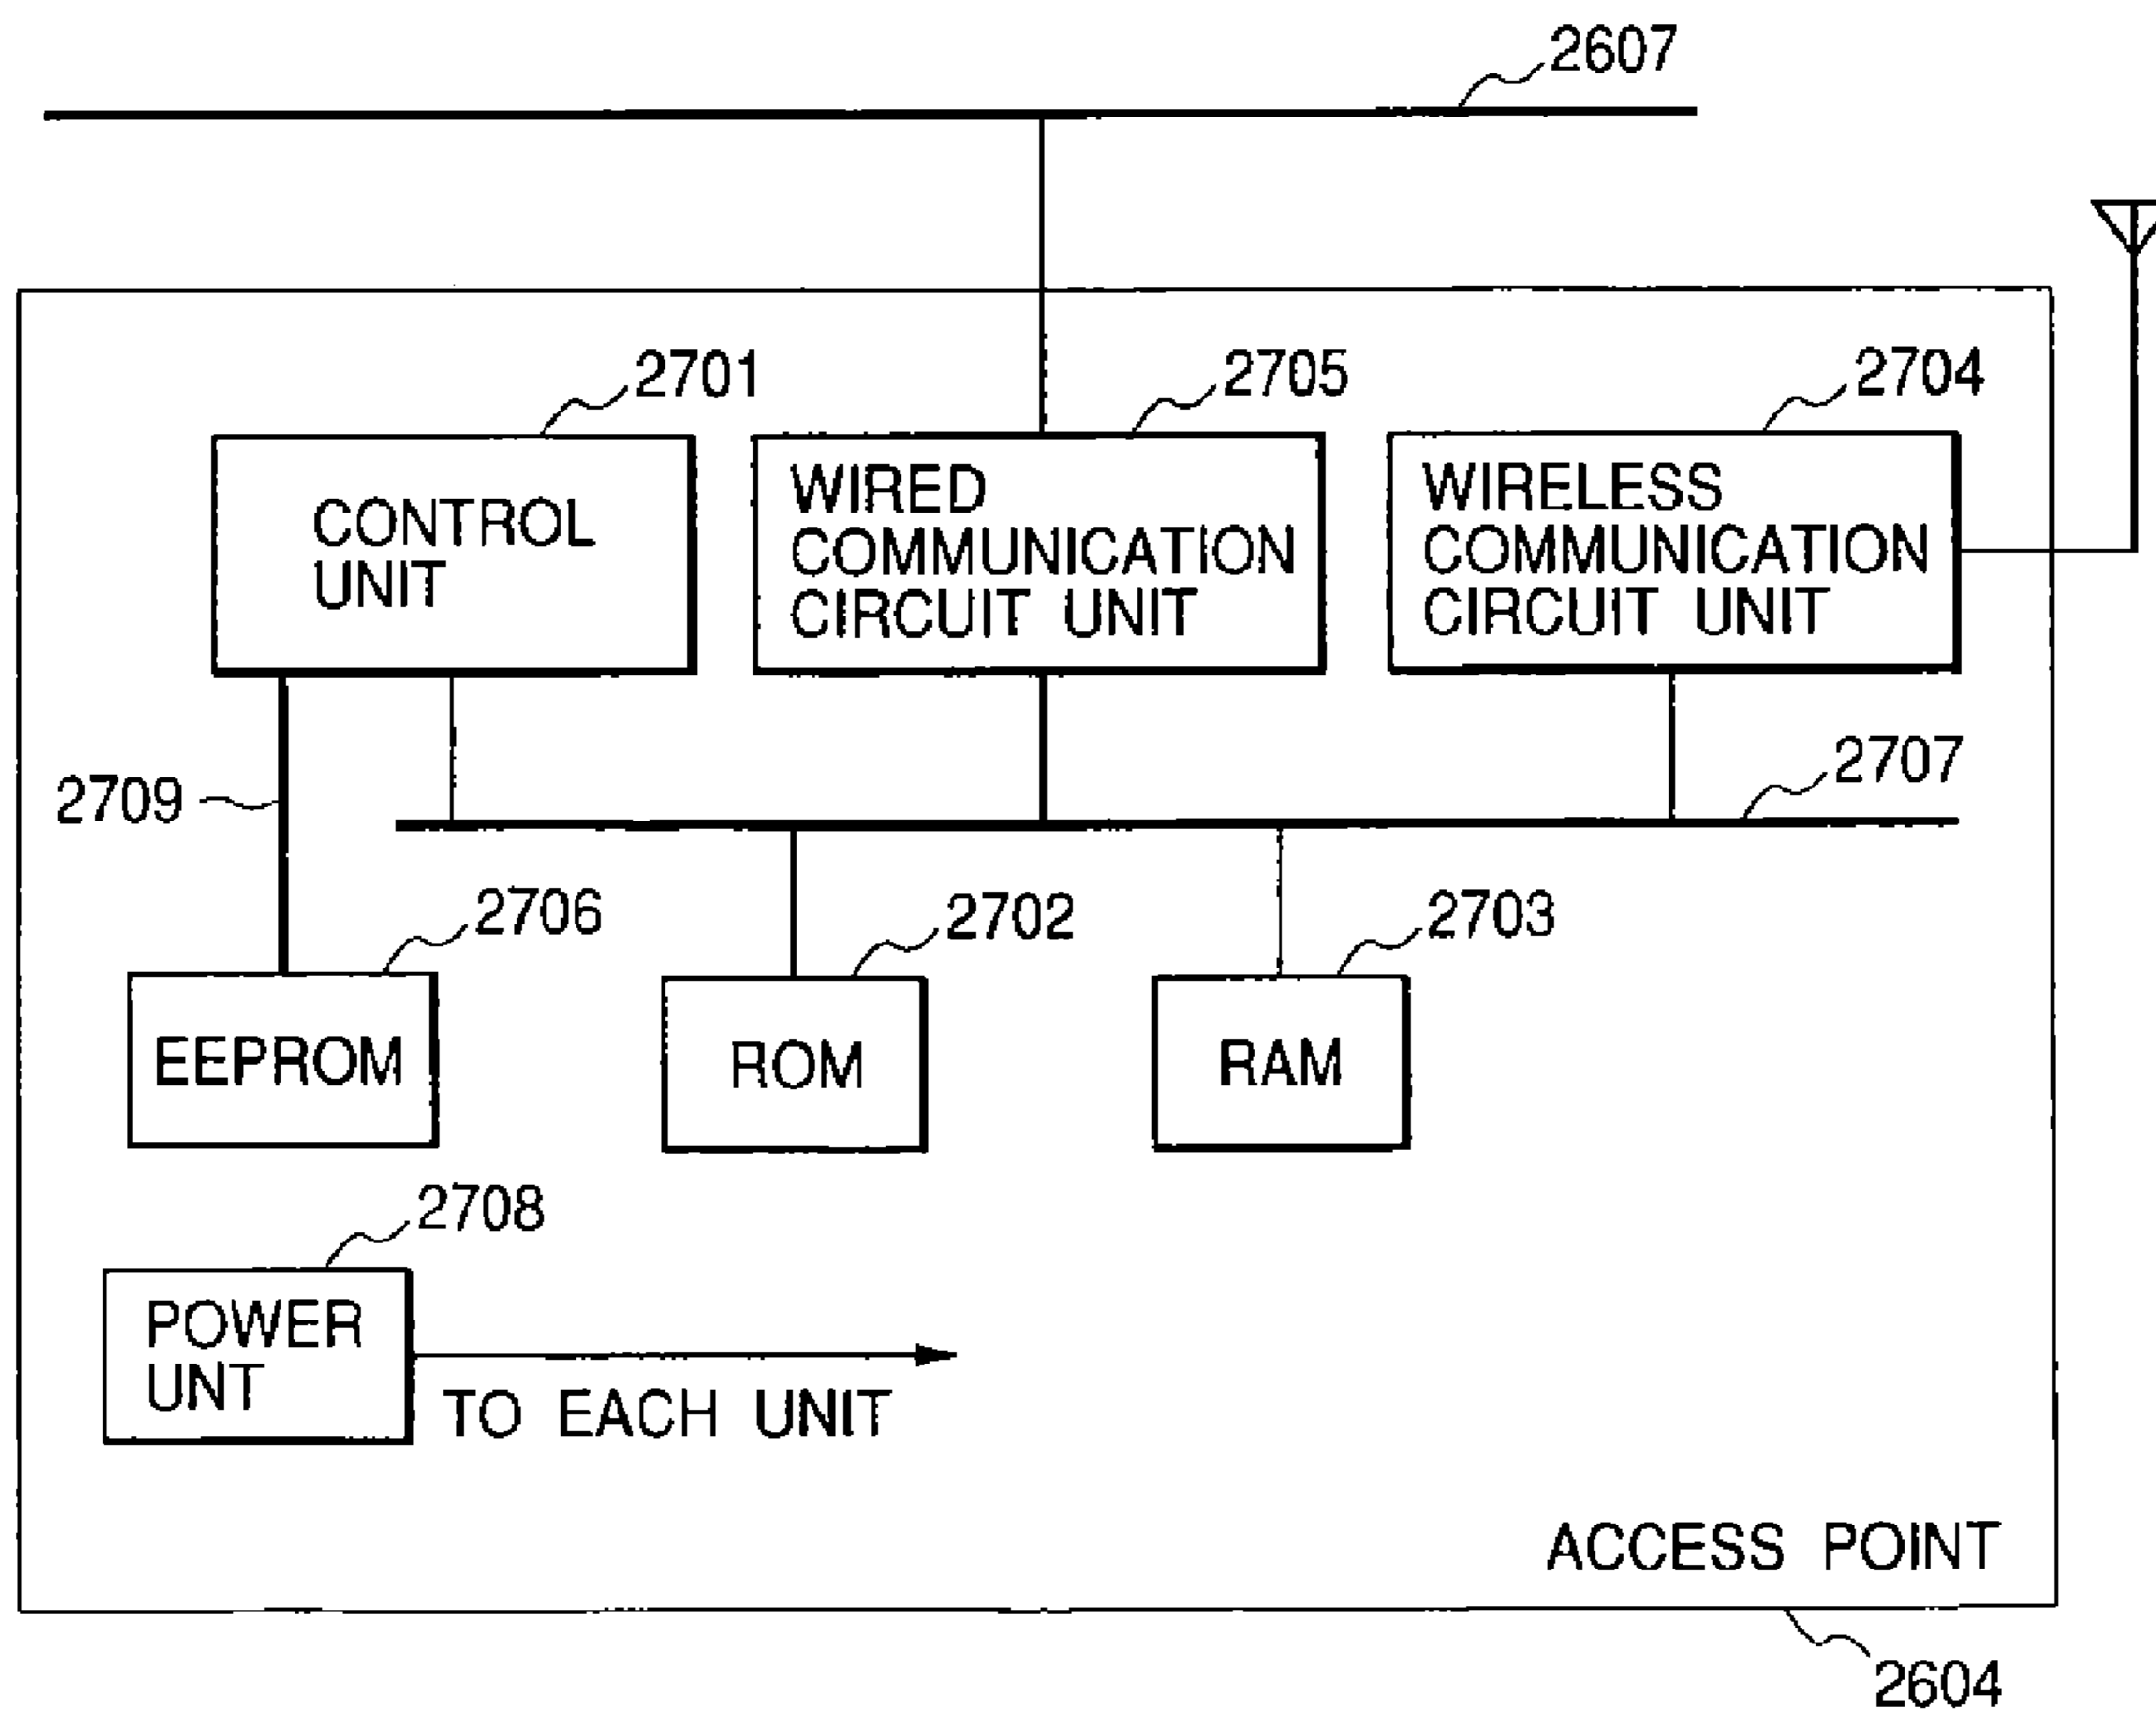 2607
2701
2705
2704
CONTROL
UNIT
WIRED
COMMUNICATION
CIRCUIT UNIT
WIRELESS
COMMUNICATION
CIRCUIT UNIT
2709
2707
2706
2702
2703
EEPROM
ROM
RAM
2708
POWER
UNT
TO EACH UNIT
ACCESS POINT
2604